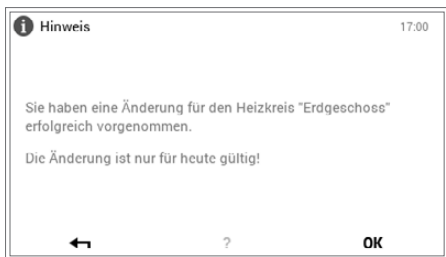 Hinweis 17:00
Sie haben eine Änderung für den Heizkreis "Erdgeschoss"
erfolgreich vorgenommen.
Die Änderung ist nur für heute gültig!
? OK